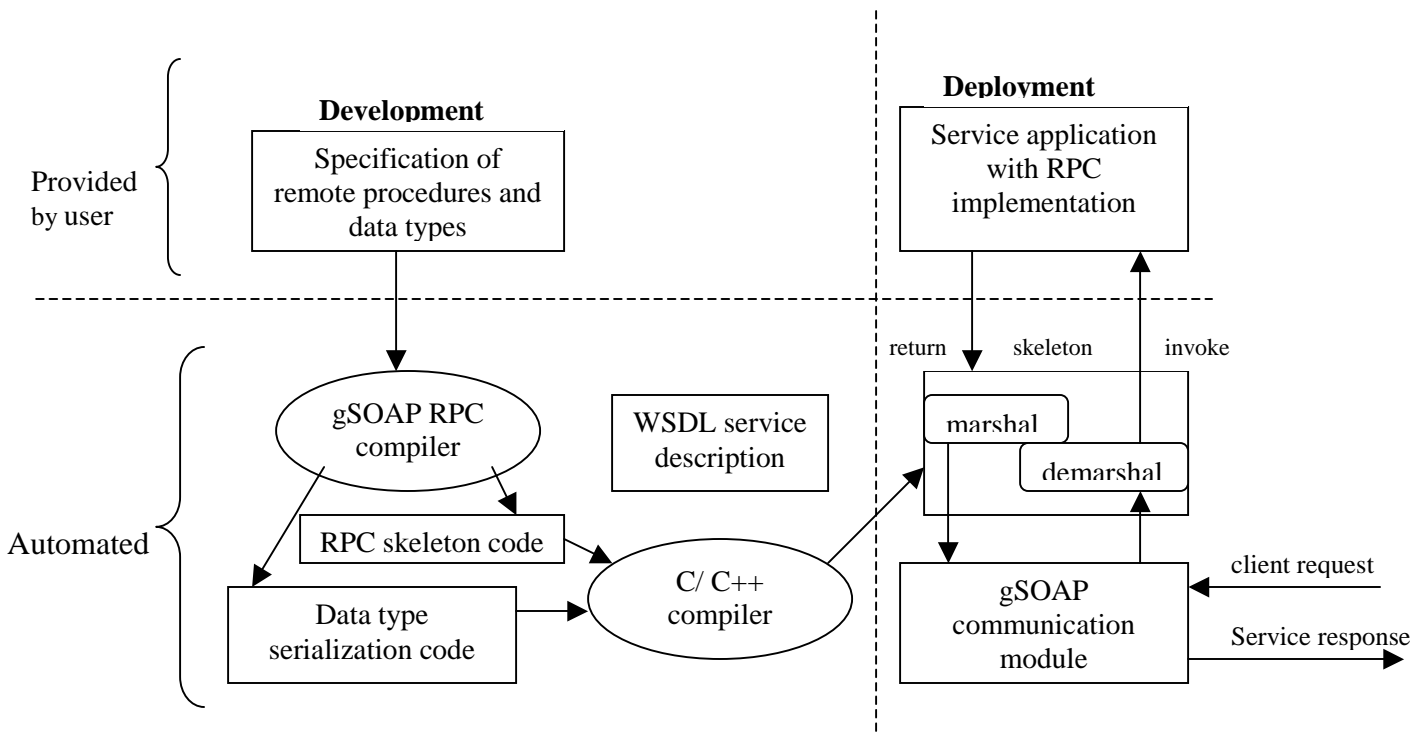 Development
Deployment
Provided
by user
Specification of
remote procedures and
data types
Service application
with RPC
implementation
return
skeleton
invoke
gSOAP RPC
compiler
WSDL service
description
marshal
demarshal
Automated
RPC skeleton code
Data type
serialization code
C/ C++
compiler
gSOAP
communication
module
client request
Service response